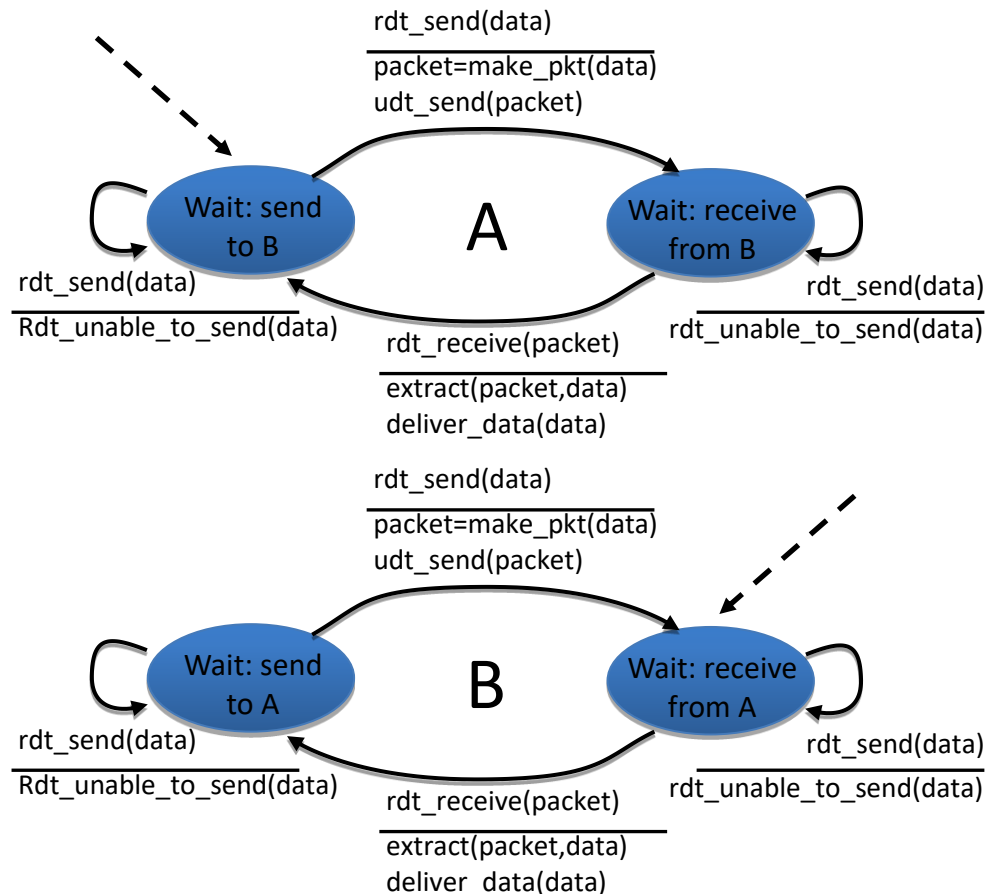 rdt_send(data)
packet=make_pkt(data)
udt_send(packet)
Wait: send
to B
A
Wait: receive
from B
rdt_send(data)
Rdt_unable_to_send(data)
rdt_send(data)
rdt_unable_to_send(data)
rdt_receive(packet)
extract(packet,data)
deliver_data(data)
rdt_send(data)
packet=make_pkt(data)
udt_send(packet)
Wait: send
to A
B
Wait: receive
from A
rdt_send(data)
Rdt_unable_to_send(data)
rdt_send(data)
rdt_unable_to_send(data)
rdt_receive(packet)
extract(packet,data)
deliver_data(data)